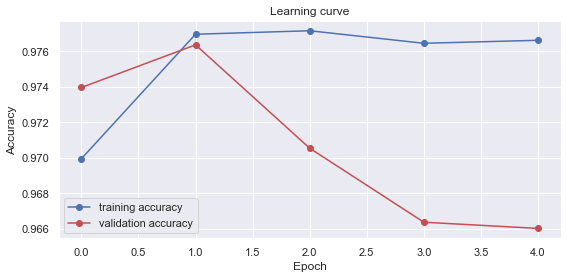 Learning curve
Accuracy
0.976
0.974
0.972
0.970
0.968
0.966
training accuracy
validation accuracy
0.0 0.5 1.0 1.5 2.0 2.5 3.0 3.5 4.0
Epoch